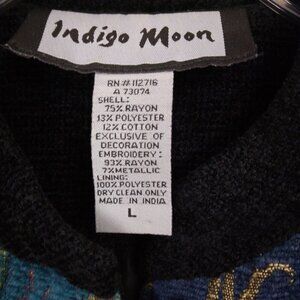 Indigo Moon
RN# 112716
A 73074
SHELL:
75% RAYON
13% POLYESTER
12% COTTON
EXCLUSIVE OF
DECORATION
EMBROIDERY:
93% RAYON
7% METALLIC
LINING:
100% POLYESTER
DRY CLEAN ONLY
MADE IN INDIA
L